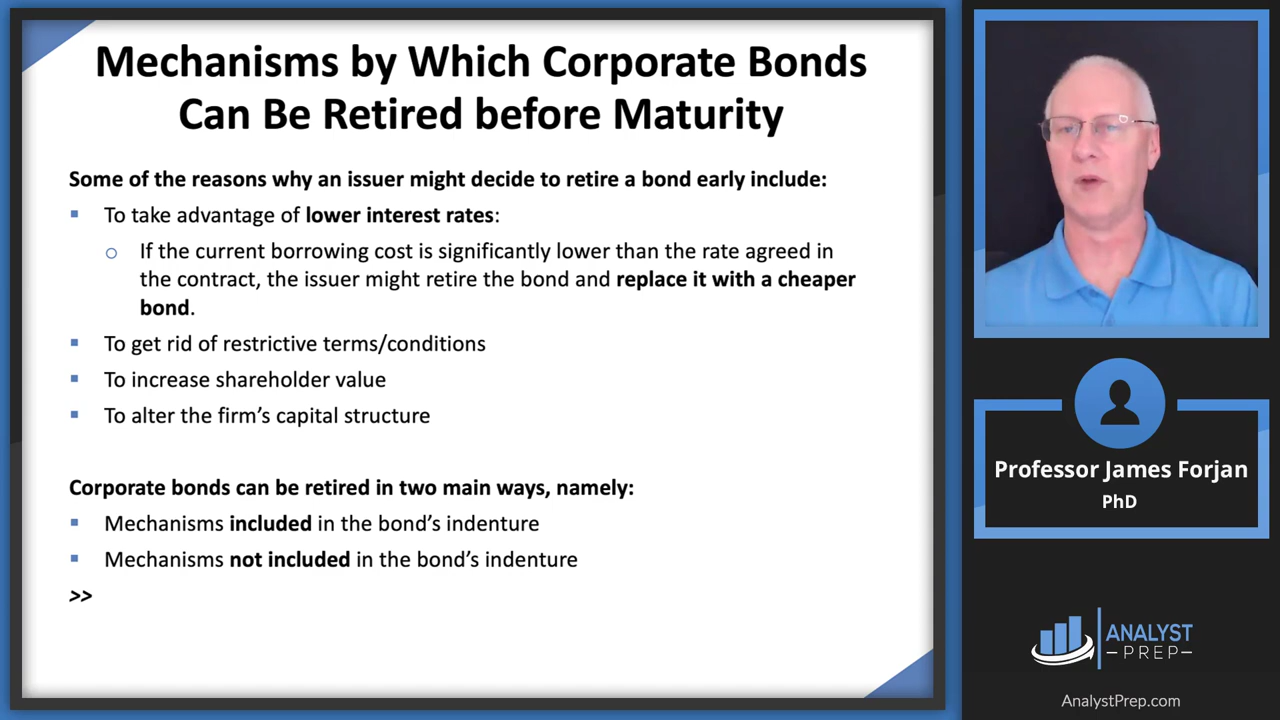 Mechanisms by Which Corporate Bonds
Can Be Retired before Maturity
Some of the reasons why an issuer might decide to retire a bond early include:
▪ To take advantage of lower interest rates:
o If the current borrowing cost is significantly lower than the rate agreed in
the contract, the issuer might retire the bond and replace it with a cheaper
bond.
▪ To get rid of restrictive terms/conditions
▪ To increase shareholder value
▪ To alter the firm's capital structure
Corporate bonds can be retired in two main ways, namely:
▪ Mechanisms included in the bond's indenture
▪ Mechanisms not included in the bond's indenture
>>
Professor James Forjan
PhD
ANALYST
PREP
AnalystPrep.com